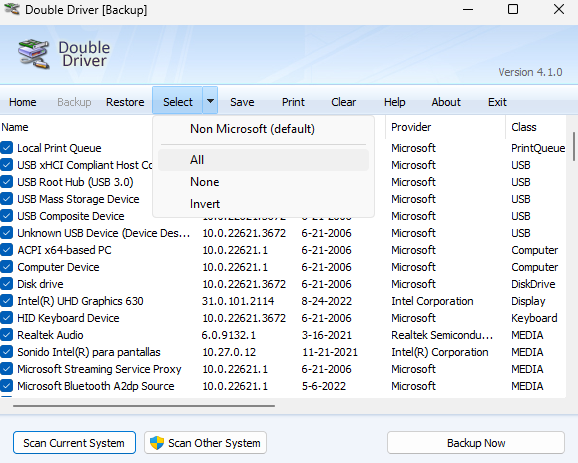 Double Driver [Backup]
Double
Driver
Version 4.1.0
Home Backup Restore Select Save Print Clear Help About Exit
Non Microsoft (default)
All
None
Invert
Name Provider Class
Local Print Queue Microsoft PrintQueue
USB xHCI Compliant Host Co Microsoft USB
USB Root Hub (USB 3.0) Microsoft USB
USB Mass Storage Device Microsoft USB
USB Composite Device 10.0.22621.3672 6-21-2006 Microsoft USB
Unknown USB Device (Device Des... 10.0.22621.3672 6-21-2006 Microsoft USB
ACPI x64-based PC 10.0.22621.1 6-21-2006 Microsoft Computer
Computer Device 10.0.22621.1 6-21-2006 Microsoft Computer
Disk drive 10.0.22621.3672 6-21-2006 Microsoft DiskDrive
Intel(R) UHD Graphics 630 31.0.101.2114 8-24-2022 Intel Corporation Display
HID Keyboard Device 10.0.22621.3672 6-21-2006 Microsoft Keyboard
Realtek Audio 6.0.9132.1 3-16-2021 Realtek Semicondu... MEDIA
Sonido Intel(R) para pantallas 10.27.0.12 11-21-2021 Intel(R) Corporation MEDIA
Microsoft Streaming Service Proxy 10.0.22621.1 6-21-2006 Microsoft MEDIA
Microsoft Bluetooth A2dp Source 10.0.22621.1 5-6-2022 Microsoft MEDIA
Scan Current System Scan Other System Backup Now